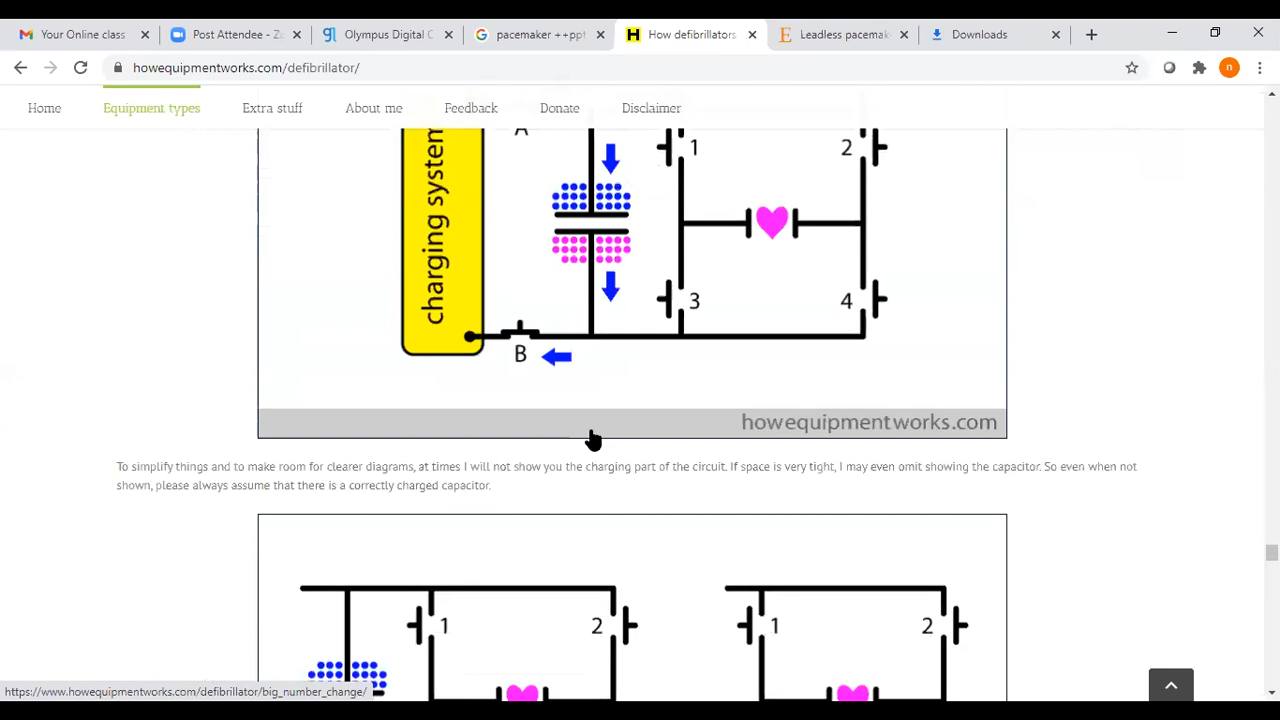 Your Online class
Post Attendee - Zo
Olympus Digital C
pacemaker ++ppt
How defibrillators
Leadless pacemak
Downloads
howequipmentworks.com/defibrillator/
n
Home
Equipment types
Extra stuff
About me
Feedback
Donate
Disclaimer
charging system
A
1
2
3
4
B
howequipmentworks.com
To simplify things and to make room for clearer diagrams, at times I will not show you the charging part of the circuit. If space is very tight, I may even omit showing the capacitor. So even when not
shown, please always assume that there is a correctly charged capacitor.
1
2
1
2
https://www.howequipmentworks.com/defibrillator/big_number_change/